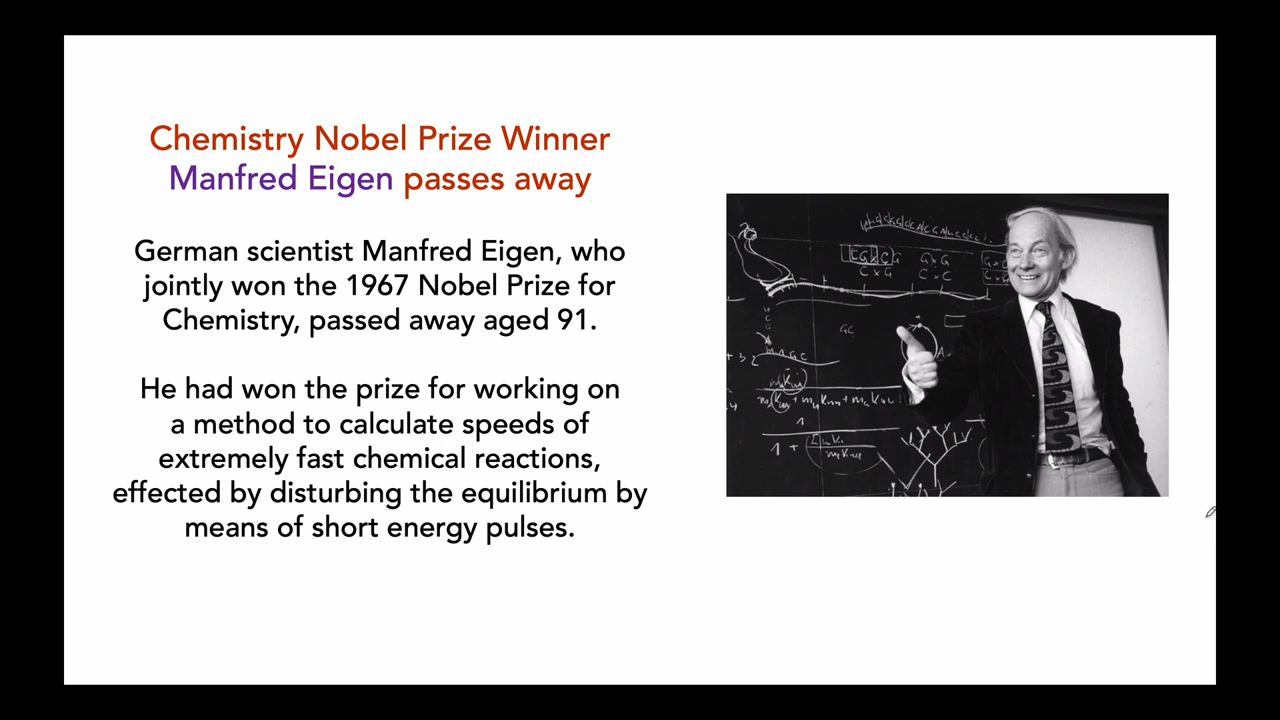 Chemistry Nobel Prize Winner
Manfred Eigen passes away
German scientist Manfred Eigen, who
jointly won the 1967 Nobel Prize for
Chemistry, passed away aged 91.
He had won the prize for working on
a method to calculate speeds of
extremely fast chemical reactions,
effected by disturbing the equilibrium by
means of short energy pulses.